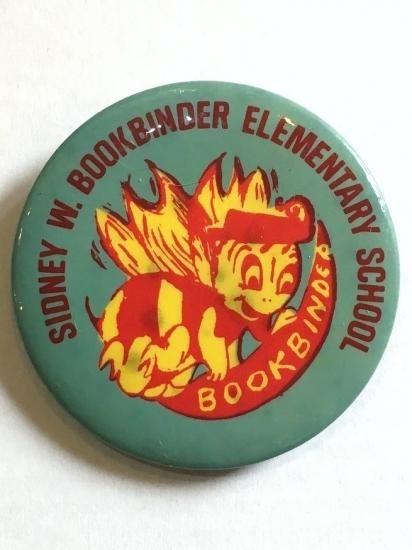 SIDNEY W. BOOKBINDER ELEMENTARY SCHOOL
BOOKBINDER